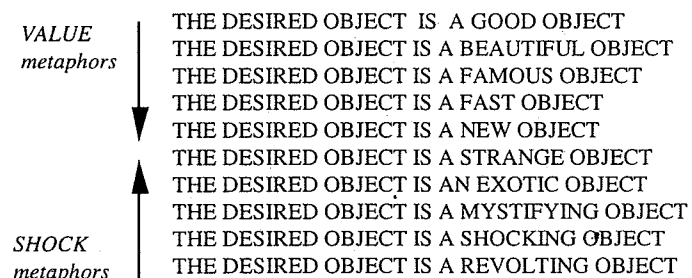 VALUE
metaphors
THE DESIRED OBJECT IS A GOOD OBJECT
THE DESIRED OBJECT IS A BEAUTIFUL OBJECT
THE DESIRED OBJECT IS A FAMOUS OBJECT
THE DESIRED OBJECT IS A FAST OBJECT
THE DESIRED OBJECT IS A NEW OBJECT
THE DESIRED OBJECT IS A STRANGE OBJECT
THE DESIRED OBJECT IS AN EXOTIC OBJECT
THE DESIRED OBJECT IS A MYSTIFYING OBJECT
THE DESIRED OBJECT IS A SHOCKING OBJECT
THE DESIRED OBJECT IS A REVOLTING OBJECT
SHOCK
metaphors